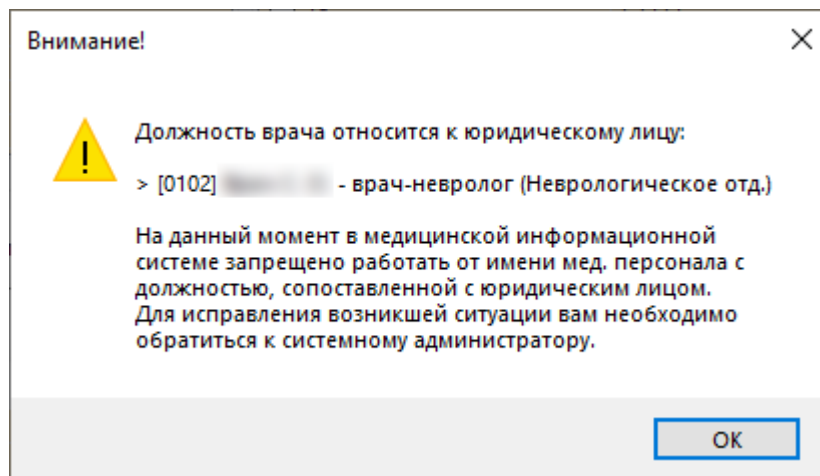 Внимание!
Должность врача относится к юридическому лицу:
> [0102] - врач-невролог (Неврологическое отд.)
На данный момент в медицинской информационной
системе запрещено работать от имени мед. персонала с
должностью, сопоставленной с юридическим лицом.
Для исправления возникшей ситуации вам необходимо
обратиться к системному администратору.
ОК